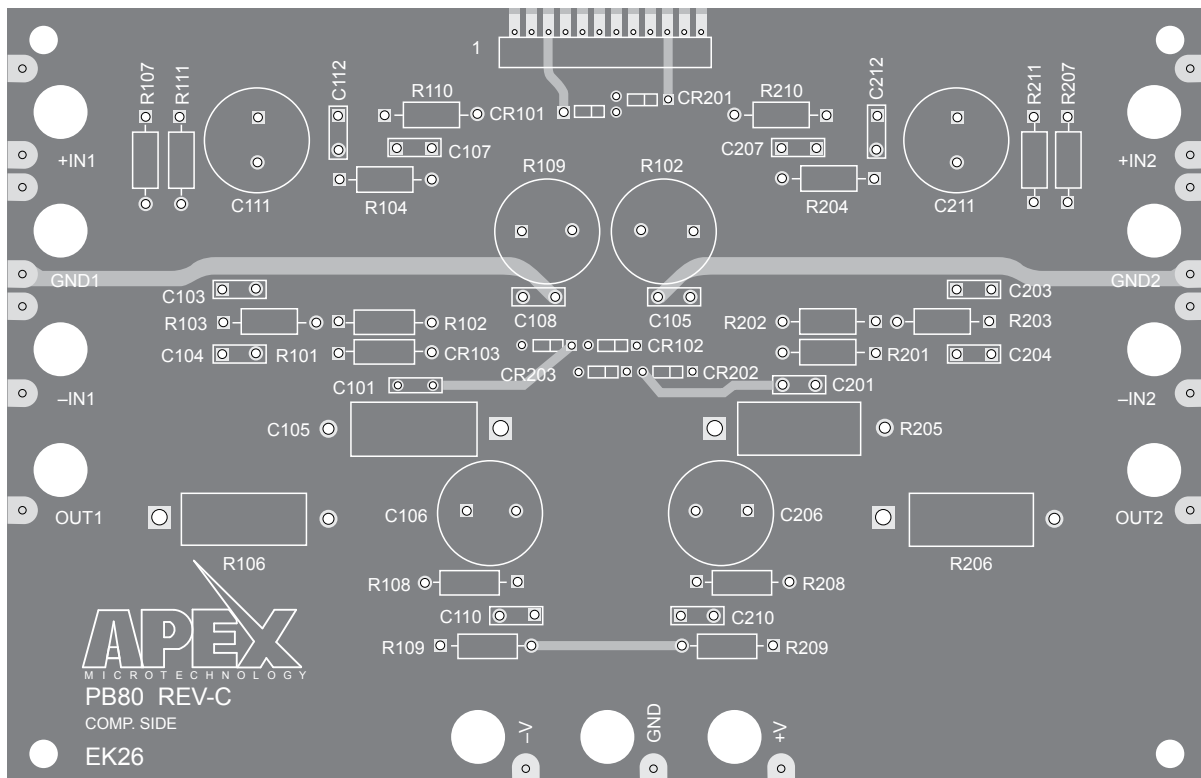 1
R107
R111
C112
R110
CR101
CR201
R210
C212
R211
R207
+IN1
C107
R109
R102
C207
+IN2
C111
R104
R204
C211
GND1
GND2
C103
C203
R103
R102
C108
C105
R202
R203
C104
R101
CR103
CR102
R201
C204
CR203
CR202
C101
C201
–IN1
–IN2
C105
R205
OUT1
C106
C206
OUT2
R106
R206
R108
R208
C110
C210
R109
R209
APEX
MICROTECHNOLOGY
PB80 REV-C
COMP. SIDE
EK26
–V
GND
+V